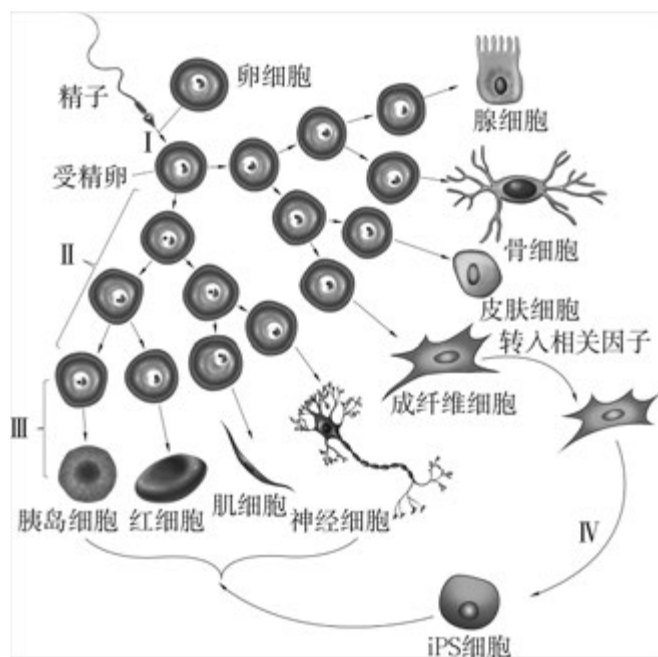 精子
卵细胞
腺细胞
I
受精卵
骨细胞
II
皮肤细胞
转入相关因子
成纤维细胞
III
胰岛细胞
红细胞
肌细胞
神经细胞
IV
iPS细胞